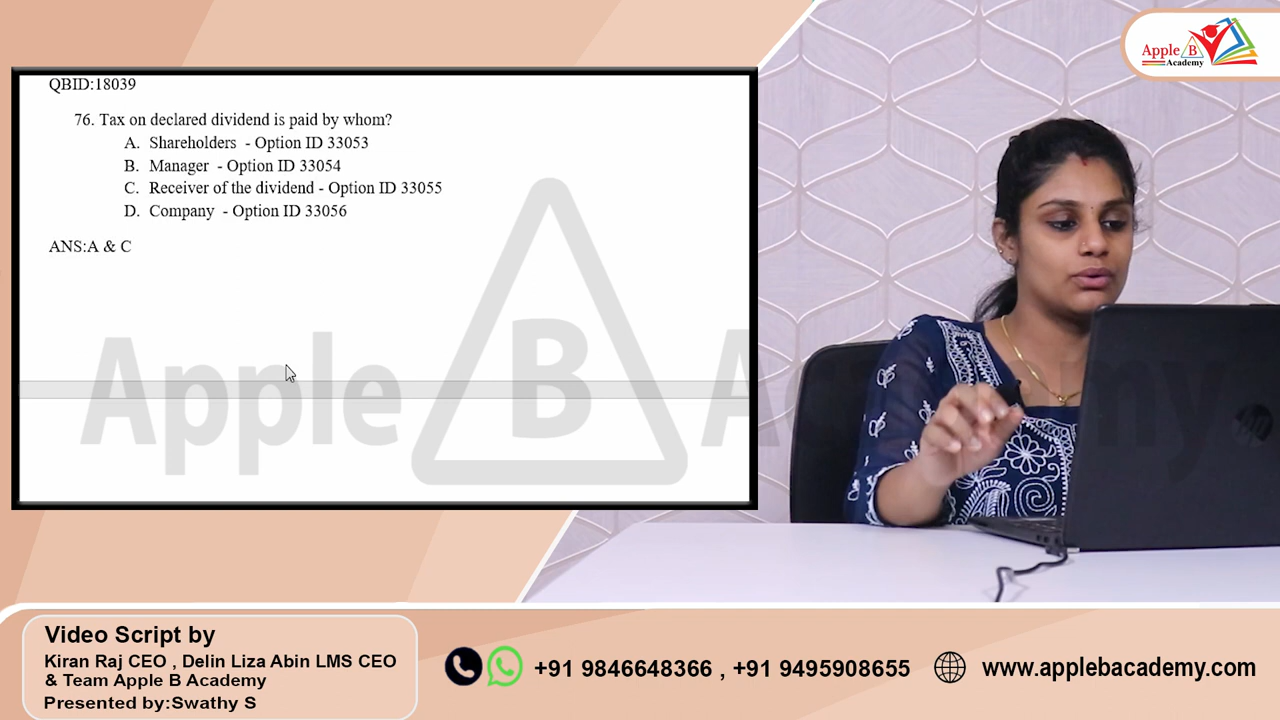 QBID:18039
76. Tax on declared dividend is paid by whom?
A. Shareholders - Option ID 33053
B. Manager - Option ID 33054
C. Receiver of the dividend - Option ID 33055
D. Company - Option ID 33056
ANS:A & C
Apple B Academy
Apple B
Academy
Video Script by
Kiran Raj CEO , Delin Liza Abin LMS CEO
& Team Apple B Academy
Presented by:Swathy S
+91 9846648366 , +91 9495908655
www.applebacademy.com